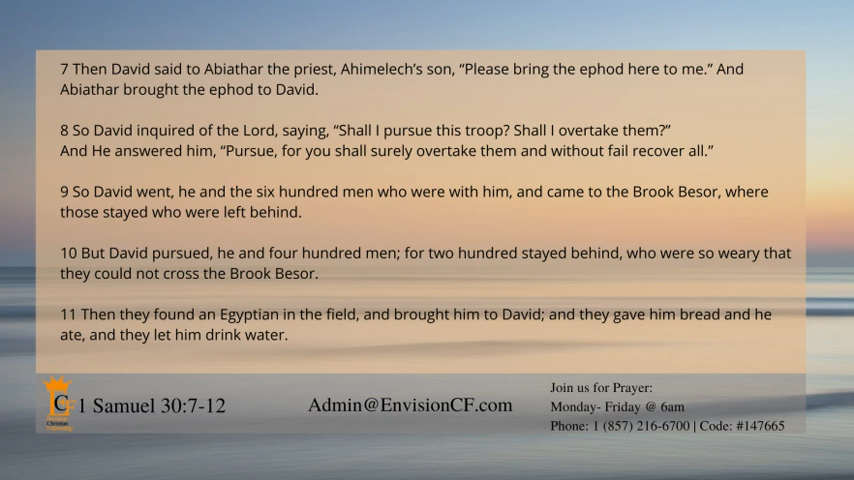 7 Then David said to Abiathar the priest, Ahimelech’s son, “Please bring the ephod here to me.” And
Abiathar brought the ephod to David.
8 So David inquired of the Lord, saying, “Shall I pursue this troop? Shall I overtake them?”
And He answered him, “Pursue, for you shall surely overtake them and without fail recover all.”
9 So David went, he and the six hundred men who were with him, and came to the Brook Besor, where
those stayed who were left behind.
10 But David pursued, he and four hundred men; for two hundred stayed behind, who were so weary that
they could not cross the Brook Besor.
11 Then they found an Egyptian in the field, and brought him to David; and they gave him bread and he
ate, and they let him drink water.
C
Christian
1 Samuel 30:7-12
Admin@EnvisionCF.com
Join us for Prayer:
Monday- Friday @ 6am
Phone: 1 (857) 216-6700 | Code: #147665